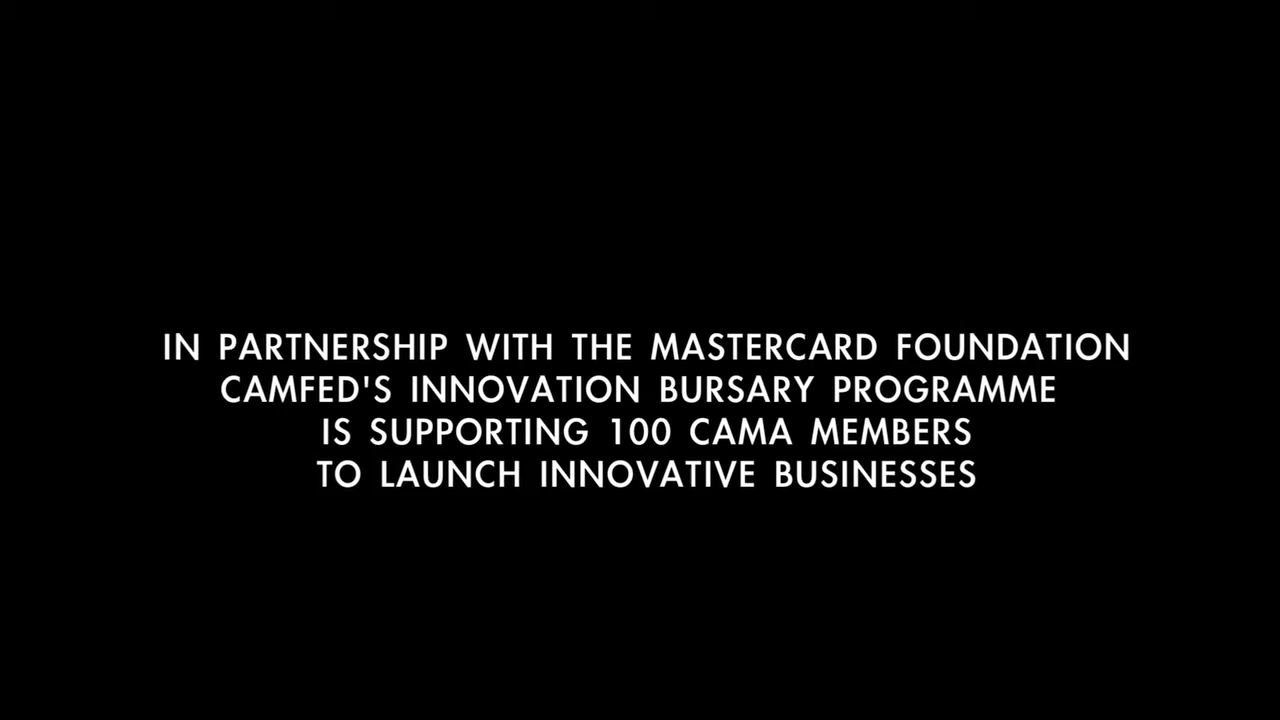 IN PARTNERSHIP WITH THE MASTERCARD FOUNDATION
CAMFED'S INNOVATION BURSARY PROGRAMME
IS SUPPORTING 100 CAMA MEMBERS
TO LAUNCH INNOVATIVE BUSINESSES